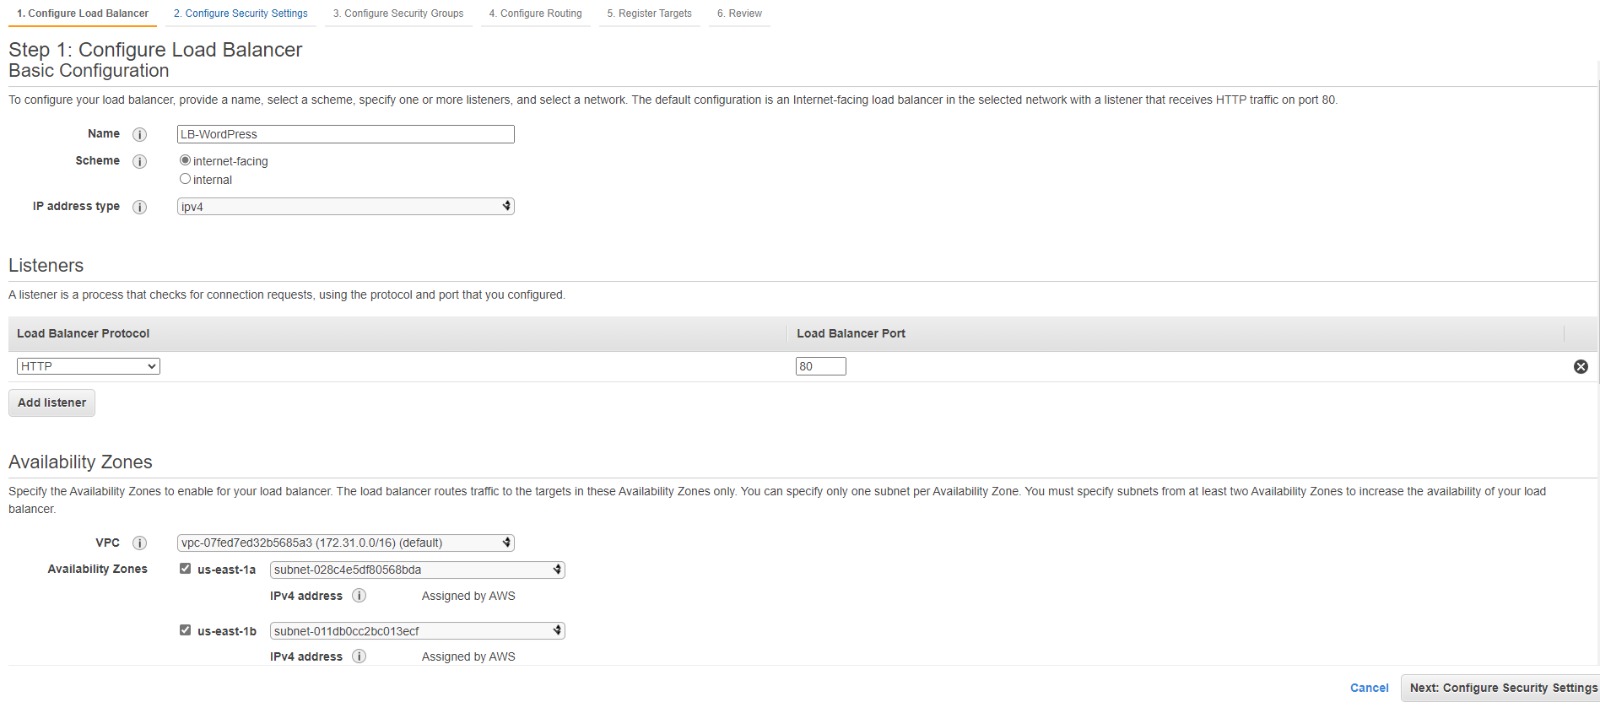 1. Configure Load Balancer 2. Configure Security Settings 3. Configure Security Groups 4. Configure Routing 5. Register Targets 6. Review
Step 1: Configure Load Balancer
Basic Configuration
To configure your load balancer, provide a name, select a scheme, specify one or more listeners, and select a network. The default configuration is an Internet-facing load balancer in the selected network with a listener that receives HTTP traffic on port 80.
Name i LB-WordPress
Scheme i internet-facing
internal
IP address type i ipv4
Listeners
A listener is a process that checks for connection requests, using the protocol and port that you configured.
Load Balancer Protocol Load Balancer Port
HTTP 80
Add listener
Availability Zones
Specify the Availability Zones to enable for your load balancer. The load balancer routes traffic to the targets in these Availability Zones only. You can specify only one subnet per Availability Zone. You must specify subnets from at least two Availability Zones to increase the availability of your load
balancer.
VPC i vpc-07fed7ed32b5685a3 (172.31.0.0/16) (default)
Availability Zones us-east-1a subnet-028c4e5df80568bda
IPv4 address i Assigned by AWS
us-east-1b subnet-011db0cc2bc013ecf
IPv4 address i Assigned by AWS
Cancel Next: Configure Security Settings